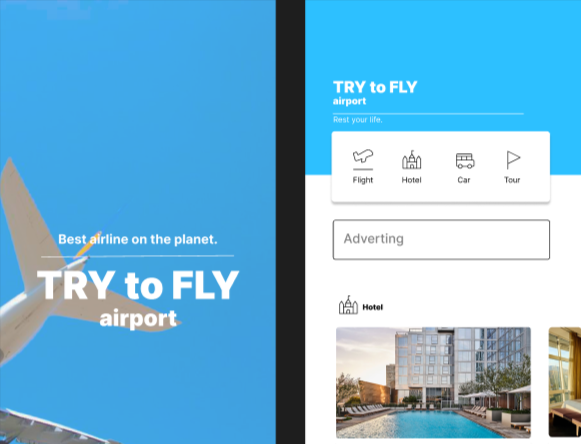 Best airline on the planet.
TRY to FLY
airport
TRY to FLY
airport
Rest your life.
Flight
Hotel
Car
Tour
Adverting
Hotel